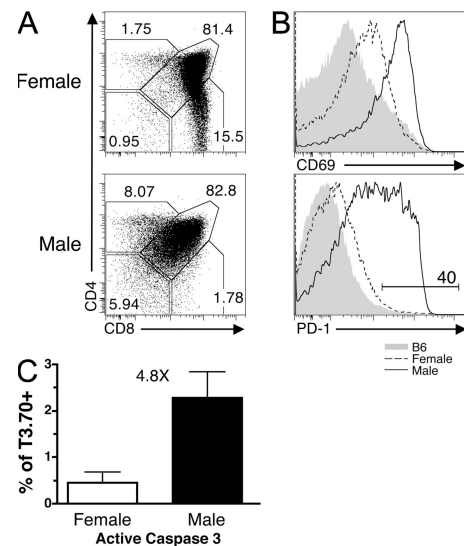 A
1.75
81.4
Female
0.95
15.5
8.07
82.8
Male
CD4
5.94
1.78
CD8
B
CD69
40
PD-1
B6
Female
Male
C
3
4.8X
2
1
0
% of T3.70+
Female
Male
Active Caspase 3